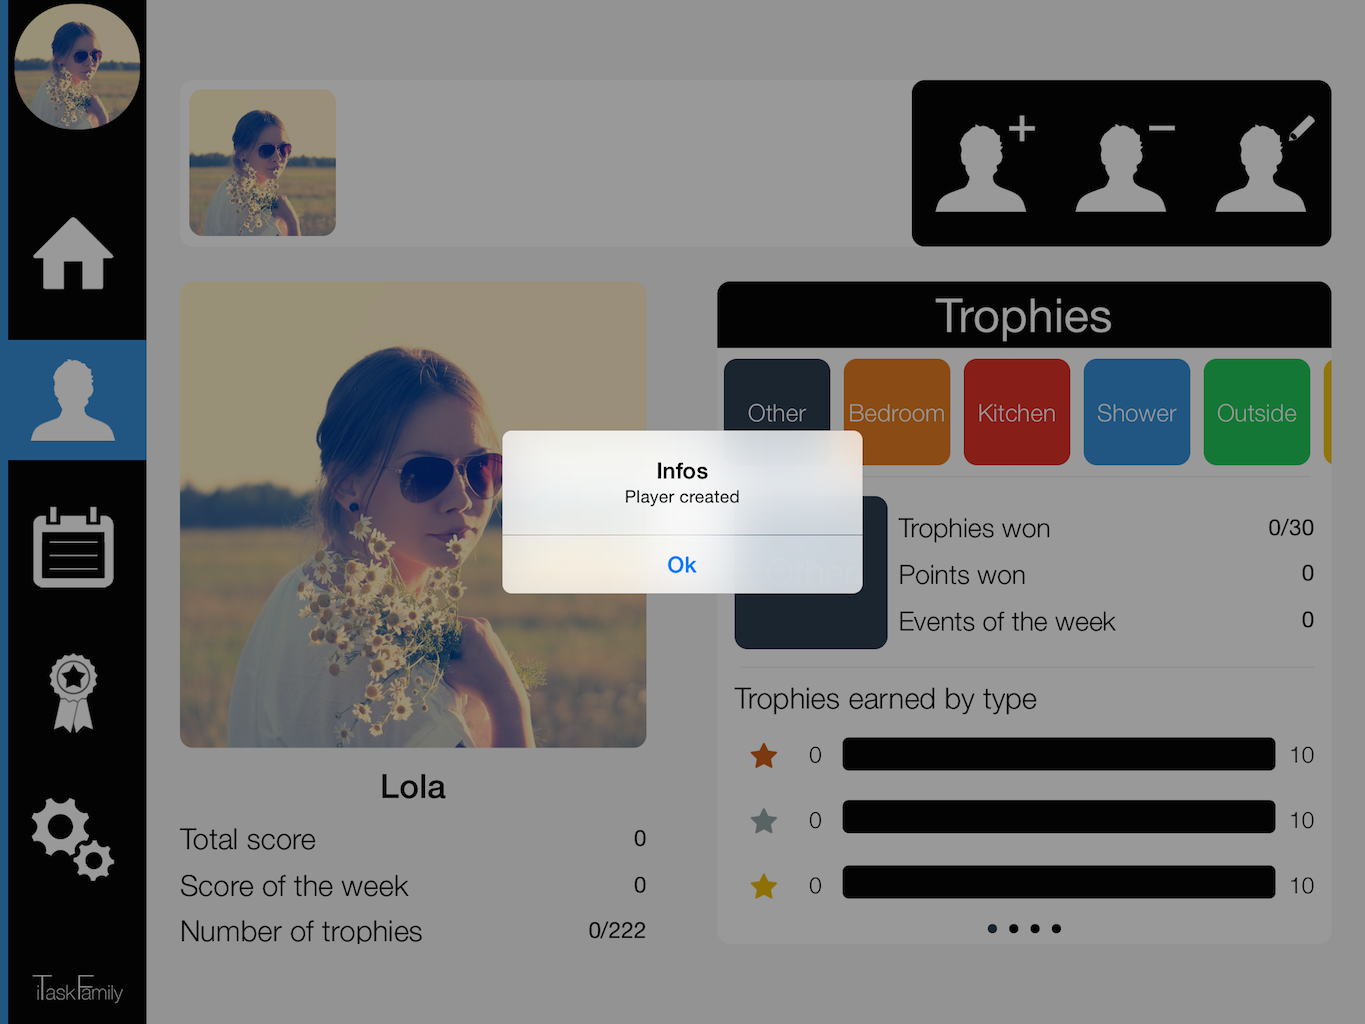 Trophies
Other
Bedroom
Kitchen
Shower
Outside
Infos
Player created
Ok
Trophies won 0/30
Points won 0
Events of the week 0
Trophies earned by type
0 10
0 10
0 10
Lola
Total score 0
Score of the week 0
Number of trophies 0/222
iTaskFamily